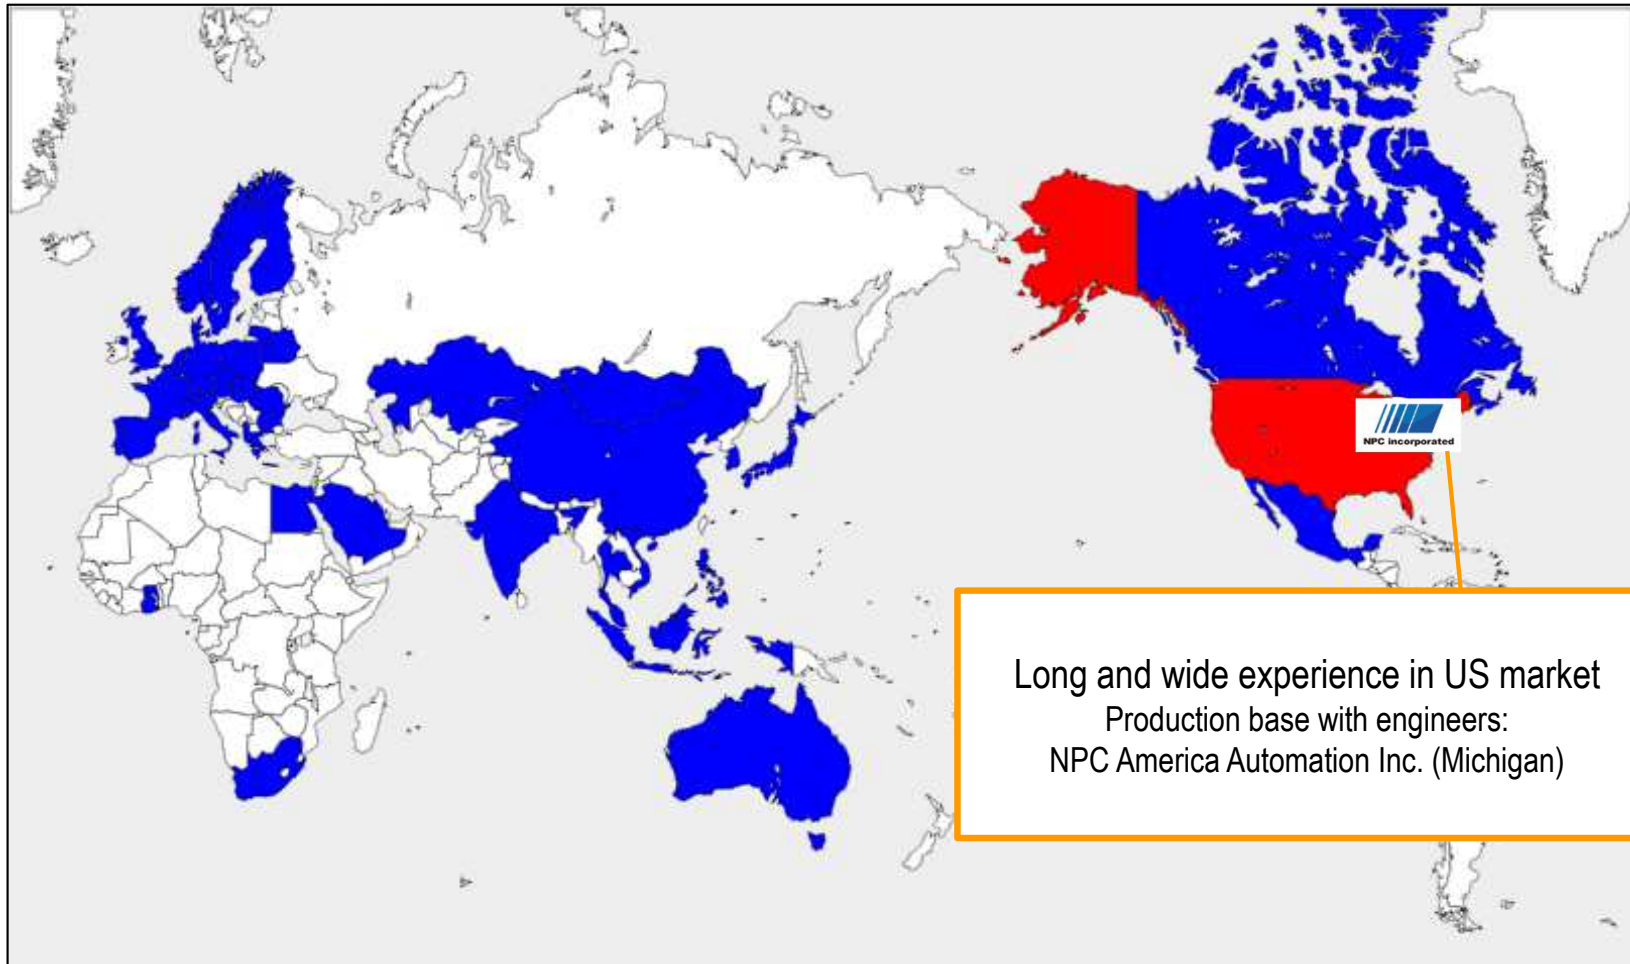 NPC incorporated
Long and wide experience in US market
Production base with engineers:
NPC America Automation Inc. (Michigan)